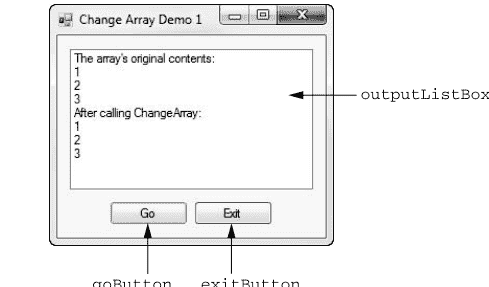 Change Array Demo 1
The array's original contents:
1
2
3
After calling ChangeArray:
1
2
3
outputListBox
Go
Exit
goButton
exitButton